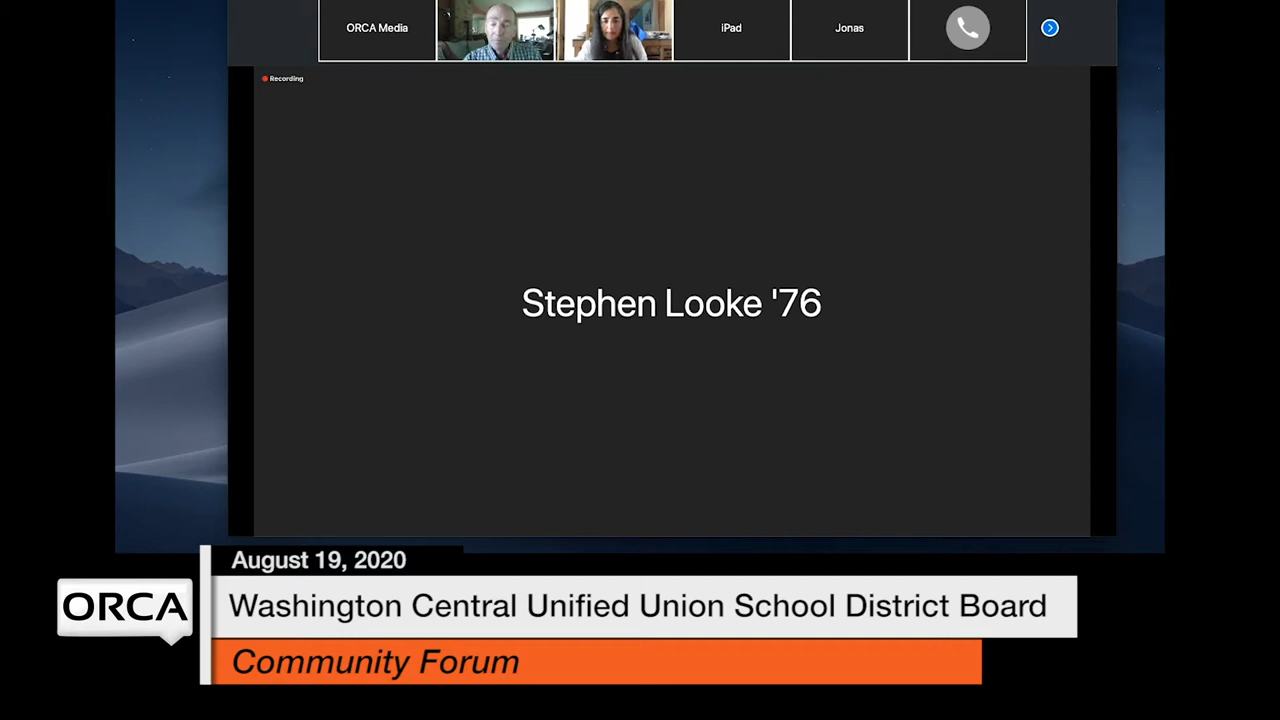 ORCA Media
iPad
Jonas
Recording
Stephen Looke '76
August 19, 2020
ORCA
Washington Central Unified Union School District Board
Community Forum